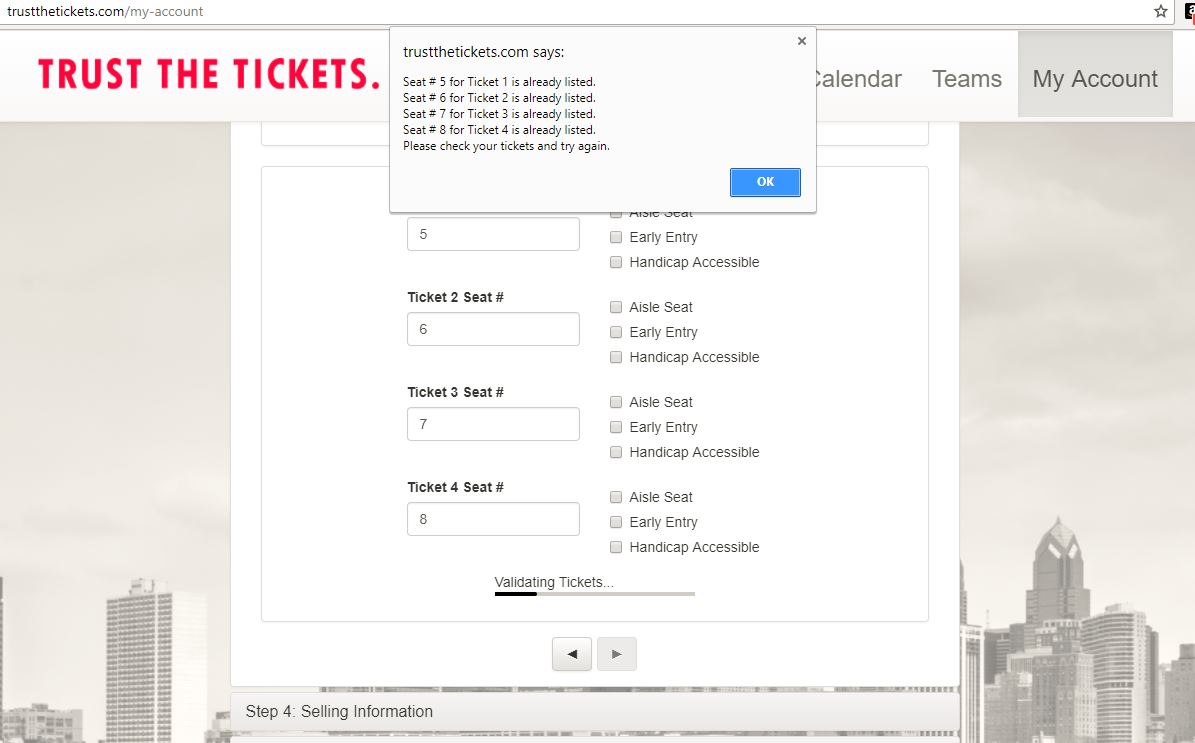 trustthetickets.com/my-account
TRUST THE TICKETS.
Calendar
Teams
My Account
trustthetickets.com says:
Seat # 5 for Ticket 1 is already listed.
Seat # 6 for Ticket 2 is already listed.
Seat # 7 for Ticket 3 is already listed.
Seat # 8 for Ticket 4 is already listed.
Please check your tickets and try again.
OK
Aisle Seat
5
Early Entry
Handicap Accessible
Ticket 2 Seat #
Aisle Seat
6
Early Entry
Handicap Accessible
Ticket 3 Seat #
Aisle Seat
7
Early Entry
Handicap Accessible
Ticket 4 Seat #
Aisle Seat
8
Early Entry
Handicap Accessible
Validating Tickets...
Step 4: Selling Information